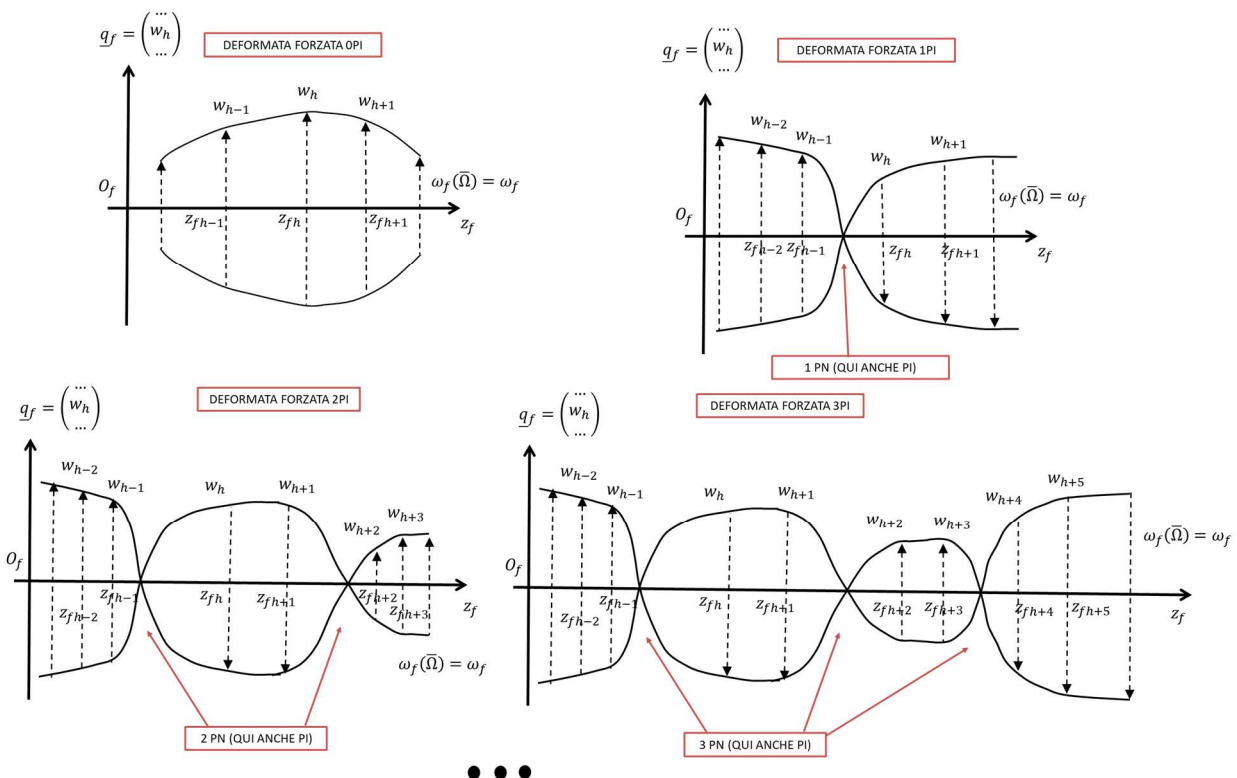 q_f = (... w_h ...)
DEFORMATA FORZATA 0PI
w_{h-1} w_h w_{h+1}
O_f
ω_f(Ω̅) = ω_f
z_{fh-1} z_{fh} z_{fh+1} z_f
q_f = (... w_h ...)
DEFORMATA FORZATA 1PI
w_{h-2} w_{h-1} w_h w_{h+1}
ω_f(Ω̅) = ω_f
O_f
z_{fh-2} z_{fh-1} z_{fh} z_{fh+1} z_f
1 PN (QUI ANCHE PI)
q_f = (... w_h ...)
DEFORMATA FORZATA 2PI
w_{h-2} w_{h-1} w_h w_{h+1} w_{h+2} w_{h+3}
O_f
z_{fh-2} z_{fh-1} z_{fh} z_{fh+1} z_{fh+2} z_{fh+3} z_f
ω_f(Ω̅) = ω_f
2 PN (QUI ANCHE PI)
q_f = (... w_h ...)
DEFORMATA FORZATA 3PI
w_{h-2} w_{h-1} w_h w_{h+1} w_{h+2} w_{h+3} w_{h+4} w_{h+5}
ω_f(Ω̅) = ω_f
O_f
z_{fh-2} z_{fh-1} z_{fh} z_{fh+1} z_{fh+2} z_{fh+3} z_{fh+4} z_{fh+5} z_f
3 PN (QUI ANCHE PI)
...